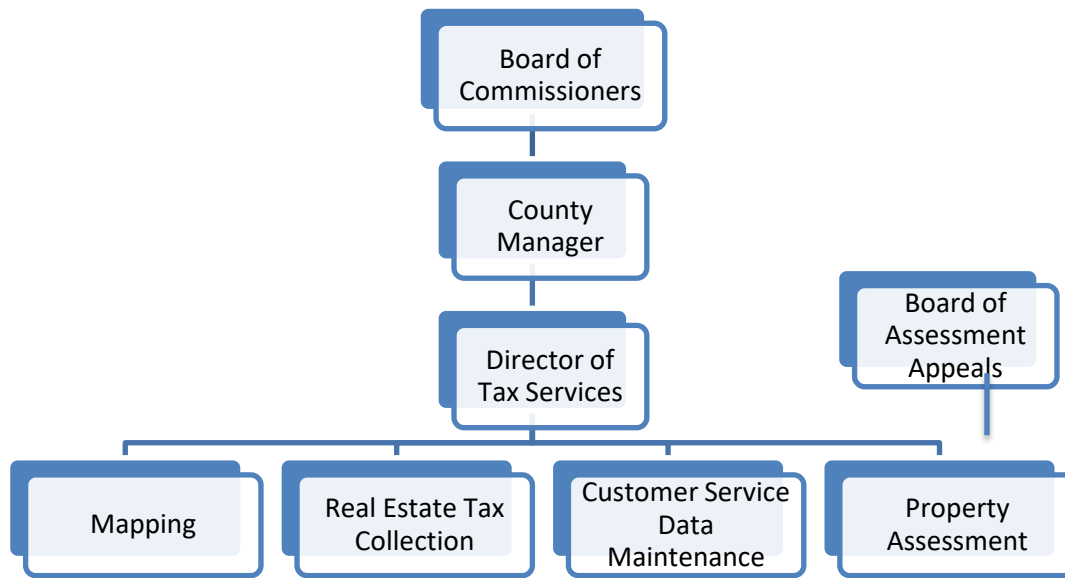 Board of
Commissioners
County
Manager
Board of
Assessment
Appeals
Director of
Tax Services
Mapping
Real Estate Tax
Collection
Customer Service
Data
Maintenance
Property
Assessment